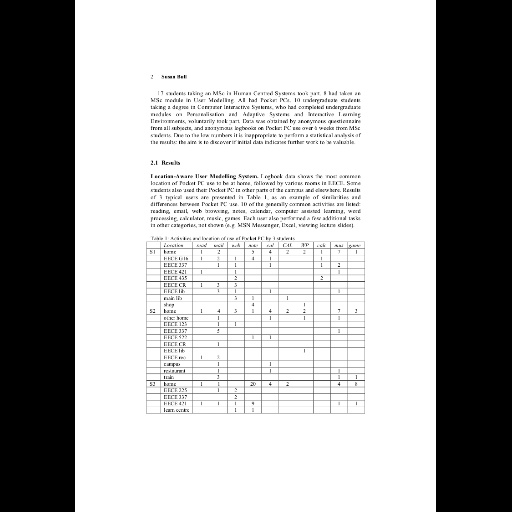 2 Susan Bull
17 students taking an MSc in Human Centred Systems took part. 8 had taken an
MSc module in User Modelling. All had Pocket PCs. 10 undergraduate students
taking a degree in Computer Interactive Systems, who had completed undergraduate
modules on Personalisation and Adaptive Systems and Interactive Learning
Environments, voluntarily took part. Data was obtained by anonymous questionnaire
from all subjects, and anonymous logbooks on Pocket PC use over 6 weeks from MSc
students. Due to the low numbers it is inappropriate to perform a statistical analysis of
the results: the aim is to discover if initial data indicates further work to be valuable.
2.1 Results
Location-Aware User Modelling System. Logbook data shows the most common
location of Pocket PC use to be at home, followed by various rooms in EECE. Some
students also used their Pocket PC in other parts of the campus and elsewhere. Results
of 3 typical users are presented in Table 1, as an example of similarities and
differences between Pocket PC use. 10 of the generally common activities are listed:
reading, email, web browsing, notes, calendar, computer assisted learning, word
processing, calculator, music, games. Each user also performed a few additional tasks
in other categories, not shown (e.g. MSN Messenger, Excel, viewing lecture slides).
Table 1. Activities and location of use of Pocket PC by 3 students
Location read mail web note cal CAL WP calc mus game
S1 home 1 2 5 4 2 2 1 7 1
1 2 1 4 1 1
EECE 337 1 1 1 1 2
EECE 421 1 1 1
EECE 435 2 2
EECE CR 1 3 3
EECE lib 3 1 1 1
main lib 3 1 1
shop 4 1
S2 home 1 4 3 1 4 2 2 7 3
other home 1 1 1 1
EECE 123 1 1
EECE 337 5 1
EECE 522 1 1
EECE CR 1
EECE lib 1
1 2
campus 1 1
restaurant 1 1 1
train 3 1 1
S3 home 1 1 20 4 2 4 8
EECE 225 1 2
EECE 337 2
EECE 421 1 1 1 9 1 1
learn centre 1 1